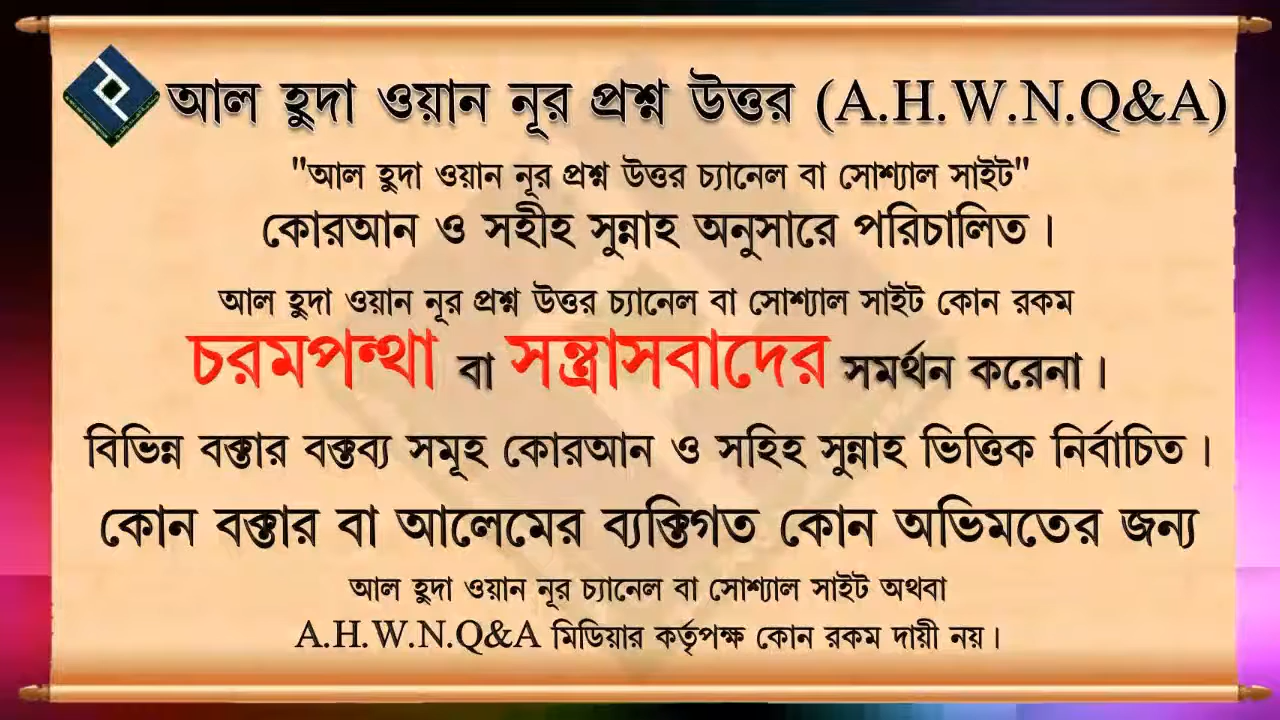 আল হুদা ওয়ান নূর প্রশ্ন উত্তর (A.H.W.N.Q&A)
"আল হুদা ওয়ান নূর প্রশ্ন উত্তর চ্যানেল বা সোশ্যাল সাইট"
কোরআন ও সহীহ সুন্নাহ অনুসারে পরিচালিত।
আল হুদা ওয়ান নূর প্রশ্ন উত্তর চ্যানেল বা সোশ্যাল সাইট কোন রকম
চরমপন্থা বা সন্ত্রাসবাদের সমর্থন করেনা।
বিভিন্ন বক্তার বক্তব্য সমূহ কোরআন ও সহিহ সুন্নাহ ভিত্তিক নির্বাচিত।
কোন বক্তার বা আলেমের ব্যক্তিগত কোন অভিমতের জন্য
আল হুদা ওয়ান নূর চ্যানেল বা সোশ্যাল সাইট অথবা
A.H.W.N.Q&A মিডিয়ার কর্তৃপক্ষ কোন রকম দায়ী নয়।